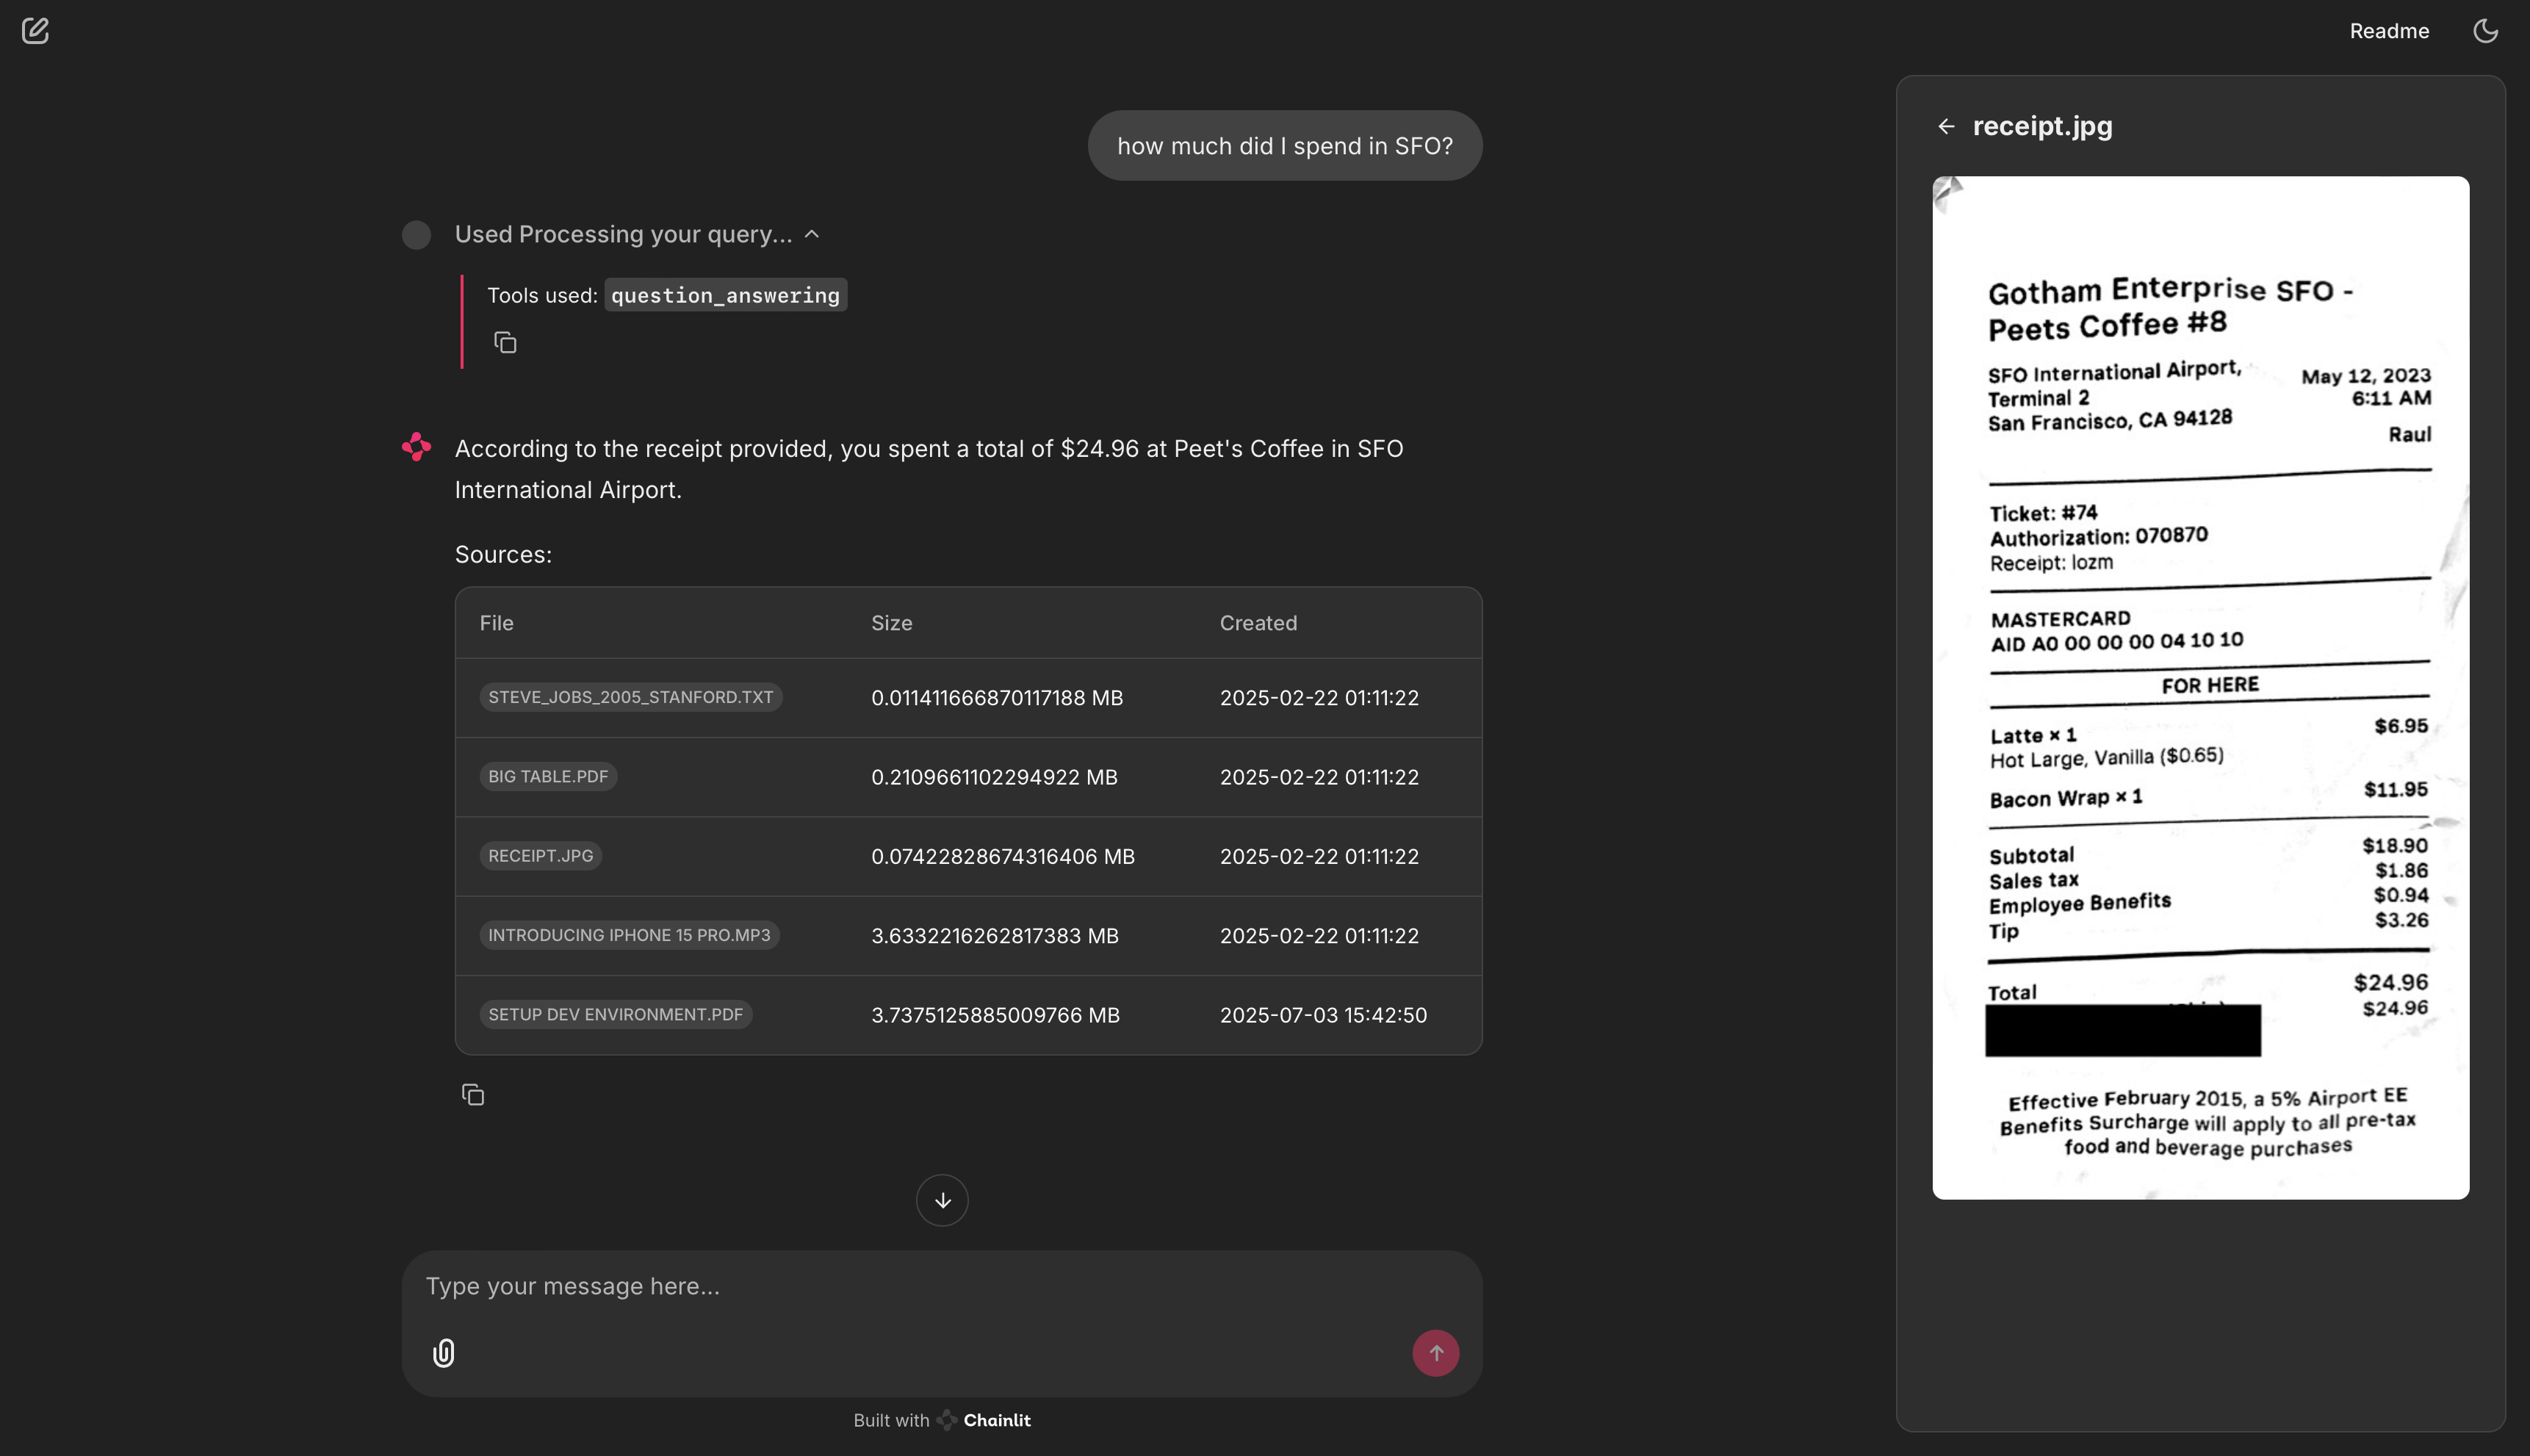 Readme
how much did I spend in SFO?
Used Processing your query...
Tools used: question_answering
According to the receipt provided, you spent a total of $24.96 at Peet's Coffee in SFO
International Airport.
Sources:
File Size Created
STEVE_JOBS_2005_STANFORD.TXT 0.011411666870117188 MB 2025-02-22 01:11:22
BIG TABLE.PDF 0.2109661102294922 MB 2025-02-22 01:11:22
RECEIPT.JPG 0.07422828674316406 MB 2025-02-22 01:11:22
INTRODUCING IPHONE 15 PRO.MP3 3.6332216262817383 MB 2025-02-22 01:11:22
SETUP DEV ENVIRONMENT.PDF 3.7375125885009766 MB 2025-07-03 15:42:50
Type your message here...
Built with Chainlit
receipt.jpg
Gotham Enterprise SFO -
Peets Coffee #8
SFO International Airport, May 12, 2023
Terminal 2 6:11 AM
San Francisco, CA 94128
Raul
Ticket: #74
Authorization: 070870
Receipt: lozm
MASTERCARD
AID A0 00 00 00 04 10 10
FOR HERE
Latte × 1 $6.95
Hot Large, Vanilla ($0.65)
Bacon Wrap × 1 $11.95
Subtotal $18.90
Sales tax $1.86
Employee Benefits $0.94
Tip $3.26
Total $24.96
$24.96
Effective February 2015, a 5% Airport EE
Benefits Surcharge will apply to all pre-tax
food and beverage purchases